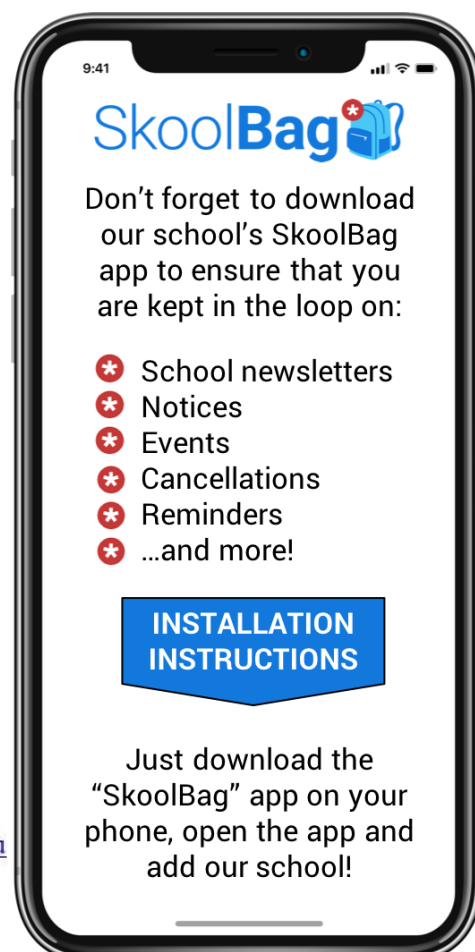 9:41
SkoolBag
Don’t forget to download
our school’s SkoolBag
app to ensure that you
are kept in the loop on:
School newsletters
Notices
Events
Cancellations
Reminders
…and more!
INSTALLATION
INSTRUCTIONS
Just download the
“SkoolBag” app on your
phone, open the app and
add our school!